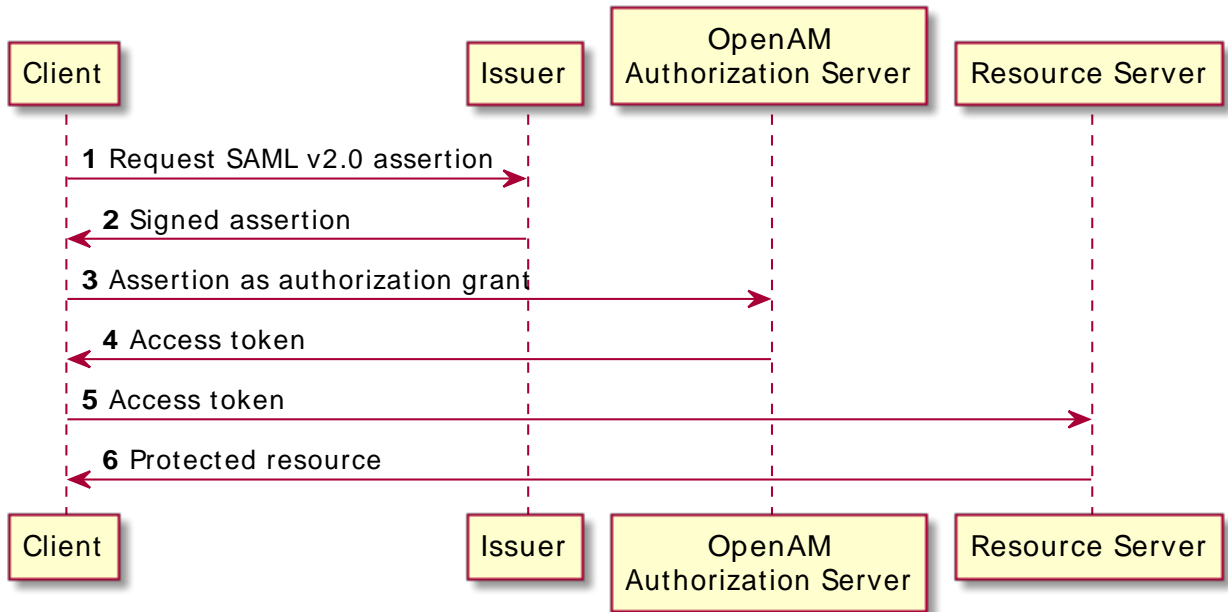 Client
Issuer
OpenAM
Authorization Server
Resource Server
1 Request SAML v2.0 assertion
2 Signed assertion
3 Assertion as authorization grant
4 Access token
5 Access token
6 Protected resource
Client
Issuer
OpenAM
Authorization Server
Resource Server